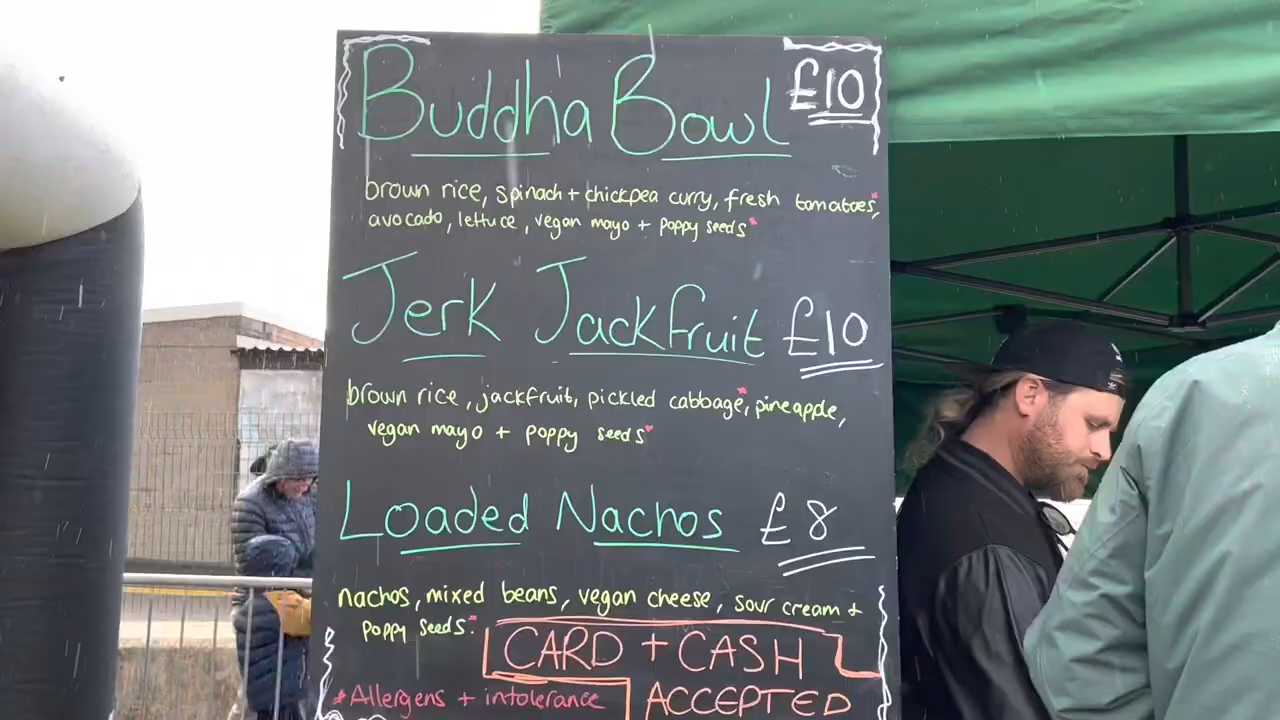 Buddha Bowl £10
brown rice, spinach + chickpea curry, fresh tomatoes*,
avocado, lettuce, vegan mayo + poppy seeds*
Jerk Jackfruit £10
brown rice, jackfruit, pickled cabbage*, pineapple,
vegan mayo + poppy seeds*
Loaded Nachos £8
nachos, mixed beans, vegan cheese, sour cream +
poppy seeds*.
CARD + CASH
ACCEPTED
*Allergens + intolerance